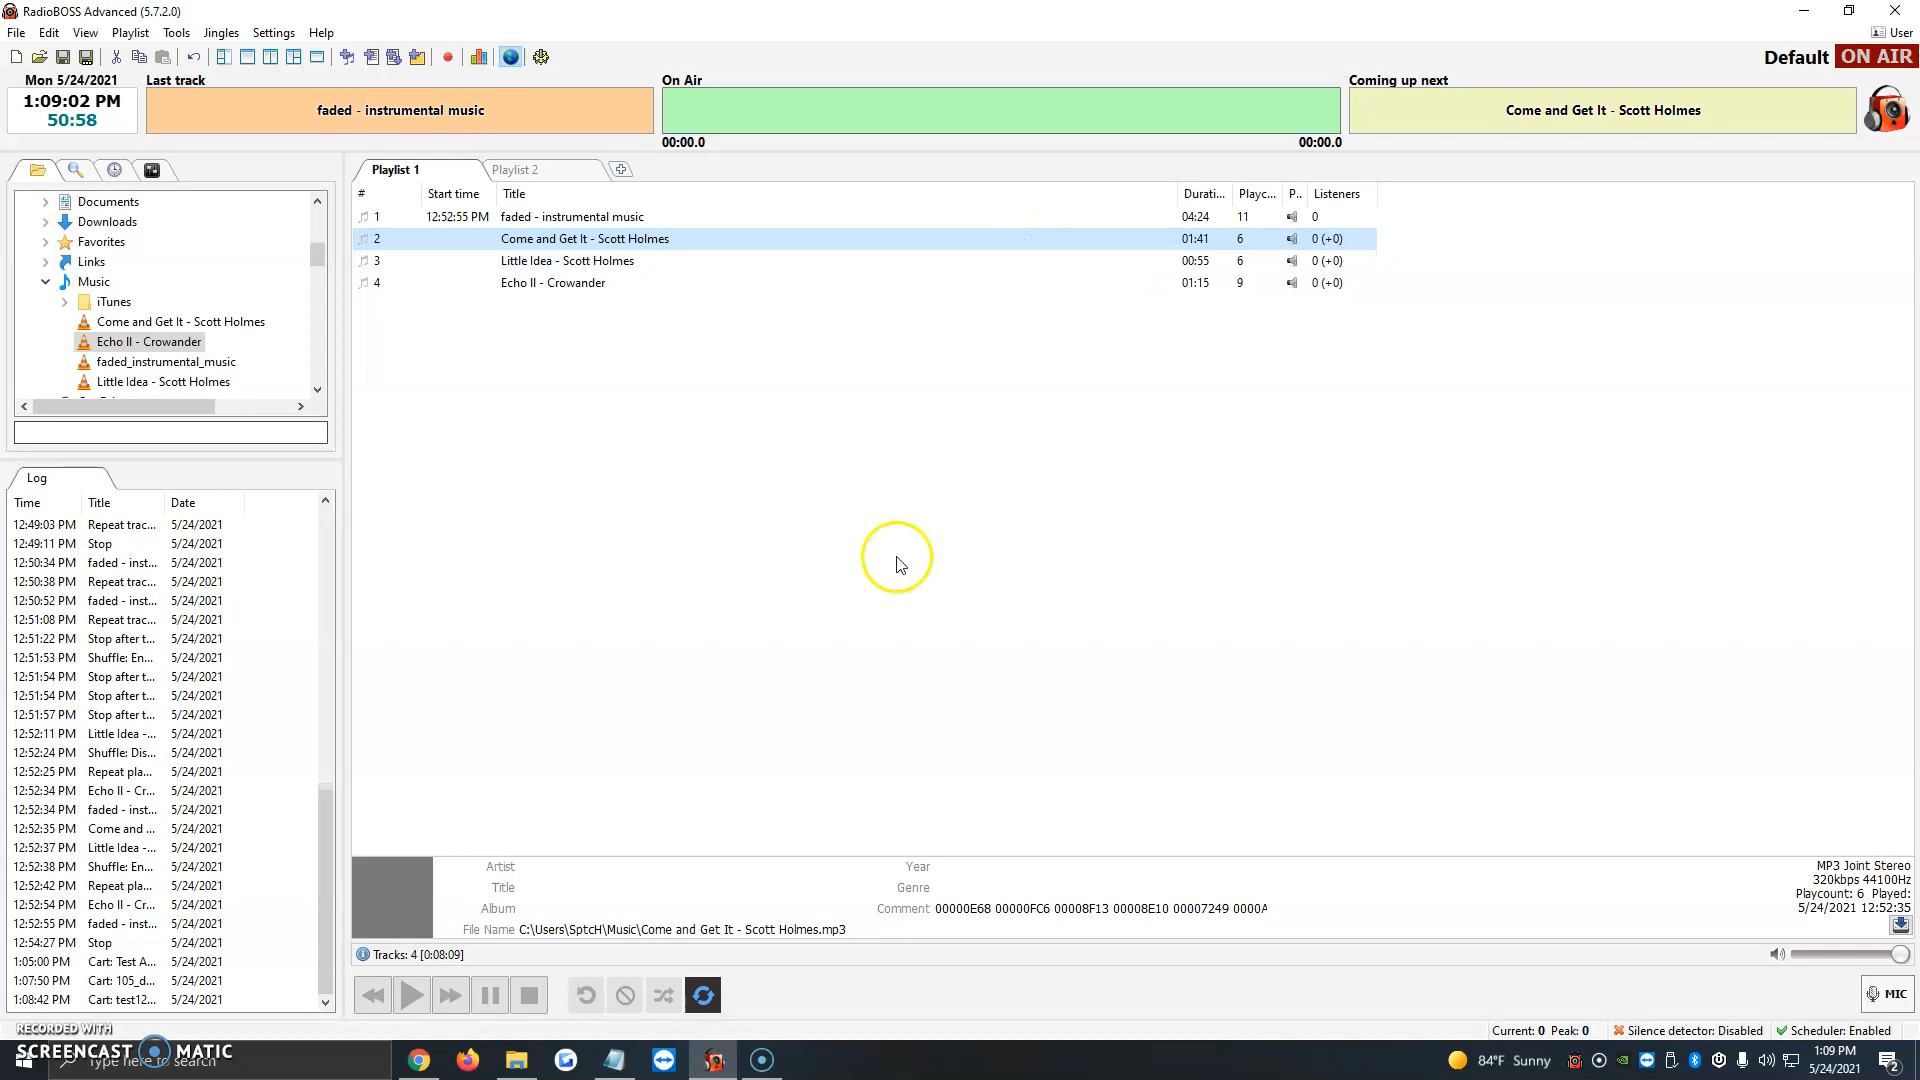 RadioBOSS Advanced (5.7.2.0)
File Edit View Playlist Tools Jingles Settings Help
User
Default ON AIR
Mon 5/24/2021
1:09:02 PM
50:58
Last track
faded - instrumental music
On Air
00:00.0 00:00.0
Coming up next
Come and Get It - Scott Holmes
Documents
Downloads
Favorites
Links
Music
iTunes
Come and Get It - Scott Holmes
Echo II - Crowander
faded_instrumental_music
Little Idea - Scott Holmes
Playlist 1 Playlist 2
# Start time Title Durati... Playc... P.. Listeners
1 12:52:55 PM faded - instrumental music 04:24 11 0
2 Come and Get It - Scott Holmes 01:41 6 0 (+0)
3 Little Idea - Scott Holmes 00:55 6 0 (+0)
4 Echo II - Crowander 01:15 9 0 (+0)
Log
Time Title Date
12:49:03 PM Repeat trac... 5/24/2021
12:49:11 PM Stop 5/24/2021
12:50:34 PM faded - inst... 5/24/2021
12:50:38 PM Repeat trac... 5/24/2021
12:50:52 PM faded - inst... 5/24/2021
12:51:08 PM Repeat trac... 5/24/2021
12:51:22 PM Stop after t... 5/24/2021
12:51:53 PM Shuffle: En... 5/24/2021
12:51:54 PM Stop after t... 5/24/2021
12:51:54 PM Stop after t... 5/24/2021
12:51:57 PM Stop after t... 5/24/2021
12:52:11 PM Little Idea -... 5/24/2021
12:52:24 PM Shuffle: Dis... 5/24/2021
12:52:25 PM Repeat pla... 5/24/2021
12:52:34 PM Echo II - Cr... 5/24/2021
12:52:34 PM faded - inst... 5/24/2021
12:52:35 PM Come and ... 5/24/2021
12:52:37 PM Little Idea -... 5/24/2021
12:52:38 PM Shuffle: En... 5/24/2021
12:52:42 PM Repeat pla... 5/24/2021
12:52:54 PM Echo II - Cr... 5/24/2021
12:52:55 PM faded - inst... 5/24/2021
12:54:27 PM Stop 5/24/2021
1:05:00 PM Cart: Test A... 5/24/2021
1:07:50 PM Cart: 105_d... 5/24/2021
1:08:42 PM Cart: test12... 5/24/2021
Artist Year
Title Genre
Album Comment 00000E68 00000FC6 00008F13 00008E10 00007249 0000A
File Name C:\Users\SptcH\Music\Come and Get It - Scott Holmes.mp3
MP3 Joint Stereo
320kbps 44100Hz
Playcount: 6 Played:
5/24/2021 12:52:35
Tracks: 4 [0:08:09]
MIC
Current: 0 Peak: 0 Silence detector: Disabled Scheduler: Enabled
RECORDED WITH
SCREENCAST MATIC
Type here to search
84°F Sunny
1:09 PM
5/24/2021
2